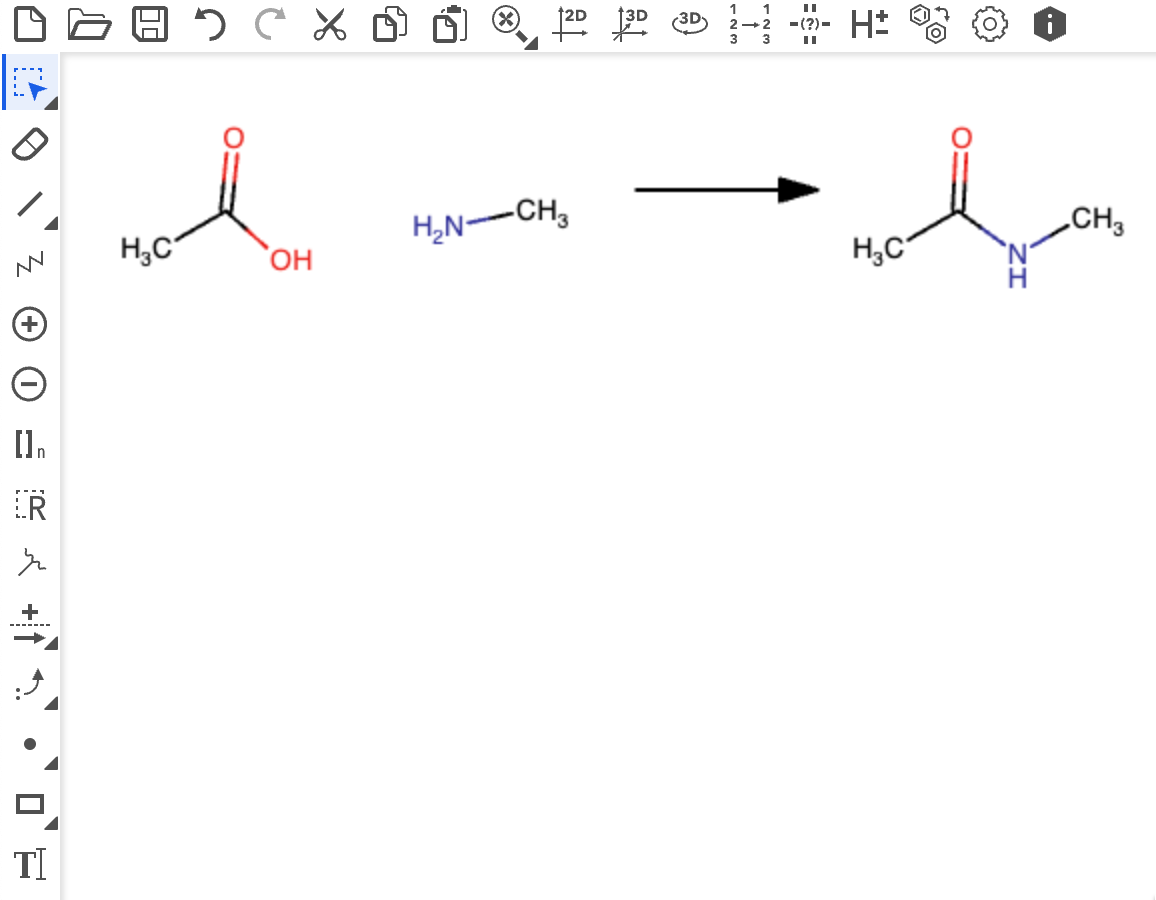 2D
3D
3D
1 1
2→2
3 3
(?)
H±
O
H₃C
OH
H₂N
CH₃
O
H₃C
N
H
CH₃
[]n
R
T